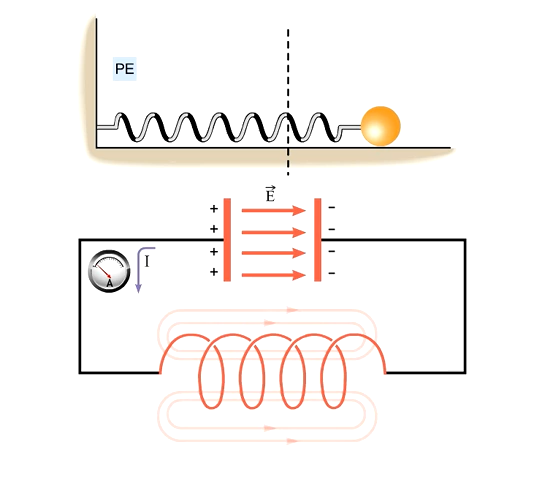 PE
E⃗
+ −
+ −
+ −
+ −
I
A